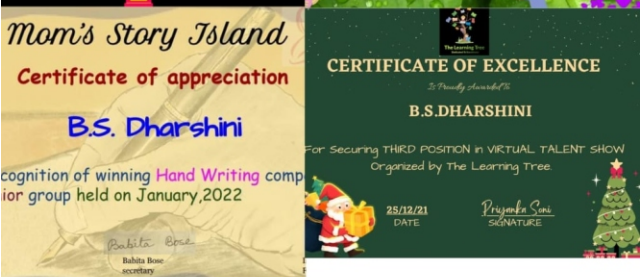 Mom's Story Island
Certificate of appreciation
B.S. Dharshini
cognition of winning Hand Writing comp
ior group held on January,2022
Babita Bose
Babita Bose
secretary
The Learning Tree
CERTIFICATE OF EXCELLENCE
Is Proudly Awarded To
B.S.DHARSHINI
For Securing THIRD POSITION in VIRTUAL TALENT SHOW
Organized by The Learning Tree.
25/12/21
DATE
Priyanka Soni
SIGNATURE